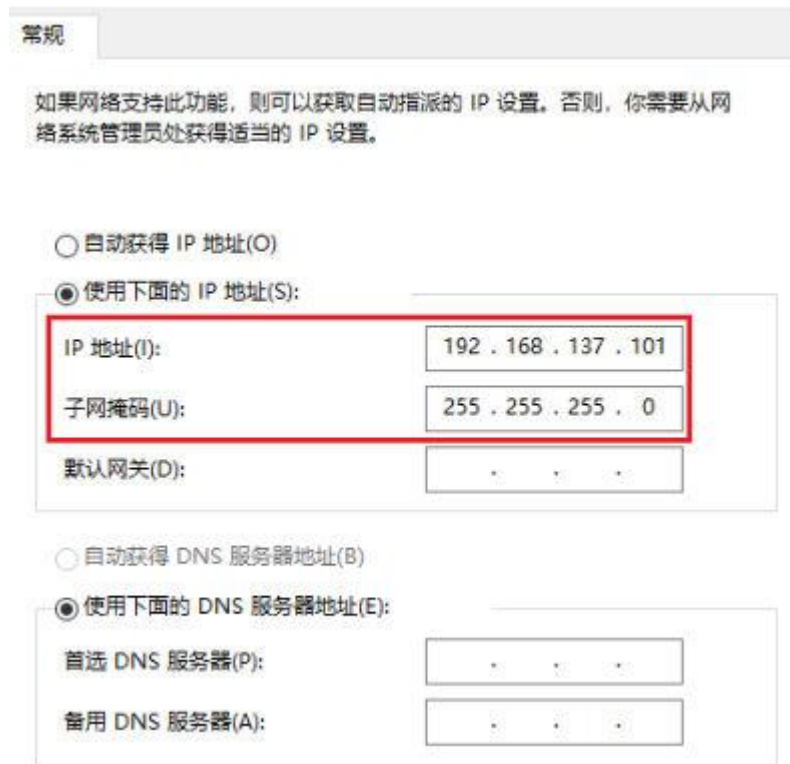 常规
如果网络支持此功能，则可以获取自动指派的 IP 设置。否则，你需要从网
络系统管理员处获得适当的 IP 设置。
自动获得 IP 地址(O)
使用下面的 IP 地址(S):
IP 地址(I): 192 . 168 . 137 . 101
子网掩码(U): 255 . 255 . 255 . 0
默认网关(D): . . .
自动获得 DNS 服务器地址(B)
使用下面的 DNS 服务器地址(E):
首选 DNS 服务器(P): . . .
备用 DNS 服务器(A): . . .